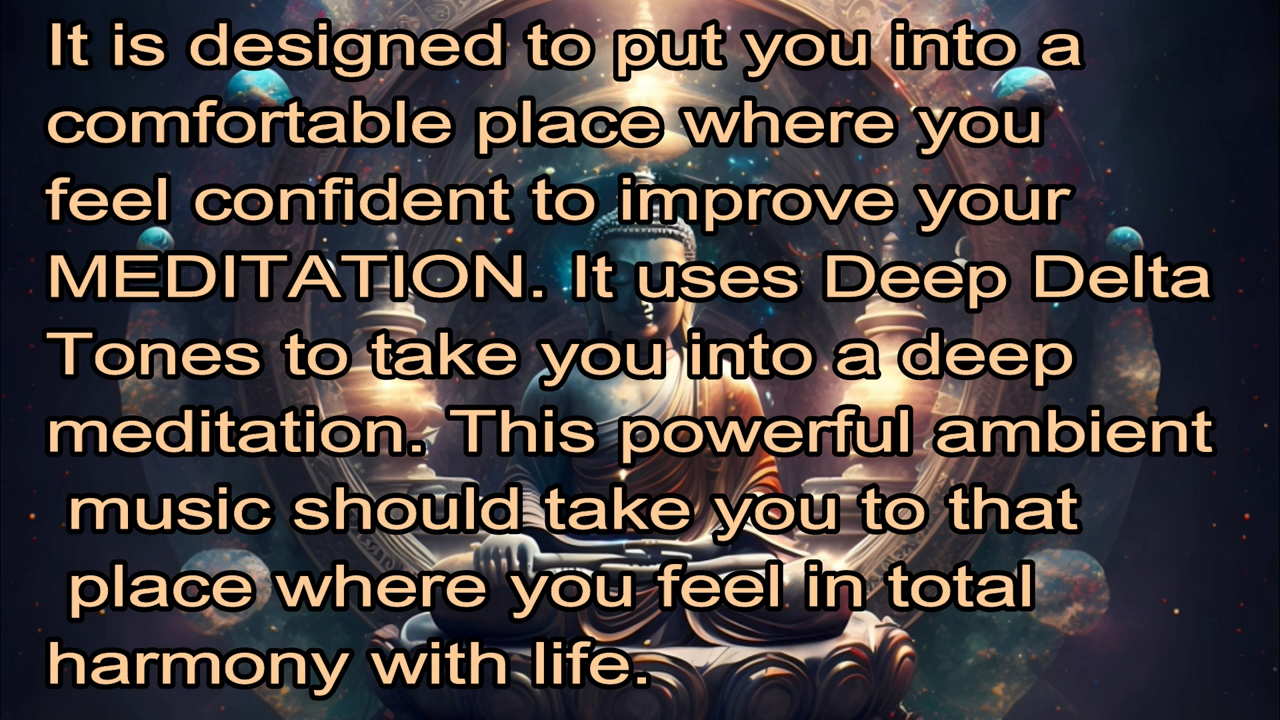 It is designed to put you into a
comfortable place where you
feel confident to improve your
MEDITATION. It uses Deep Delta
Tones to take you into a deep
meditation. This powerful ambient
music should take you to that
place where you feel in total
harmony with life.